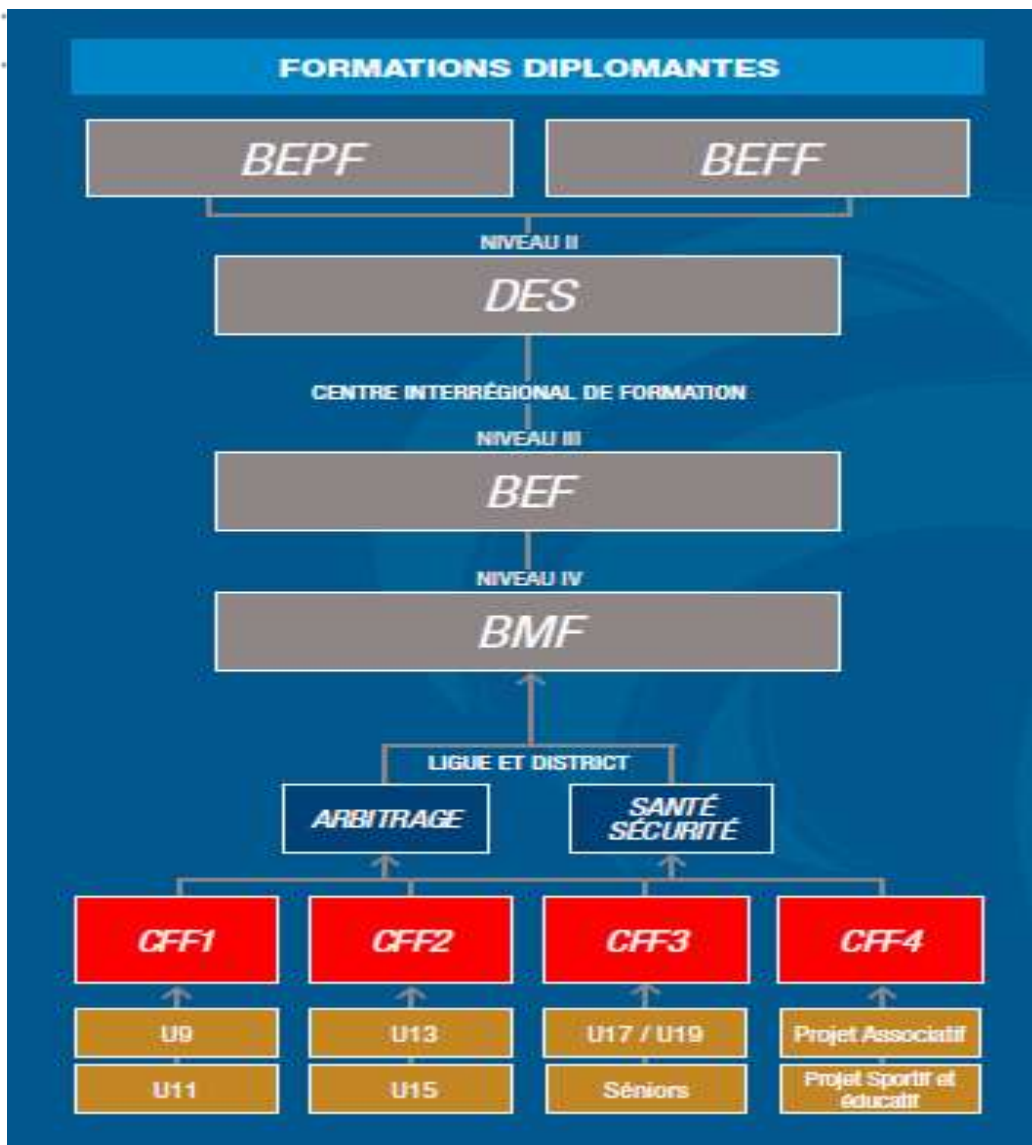 FORMATIONS DIPLOMANTES
BEPF
BEFF
NIVEAU II
DES
CENTRE INTERRÉGIONAL DE FORMATION
NIVEAU III
BEF
NIVEAU IV
BMF
LIGUE ET DISTRICT
ARBITRAGE
SANTÉ
SÉCURITÉ
CFF1
CFF2
CFF3
CFF4
U9
U13
U17 / U19
Projet Associatif
U11
U15
Séniors
Projet Sportif et
éducatif